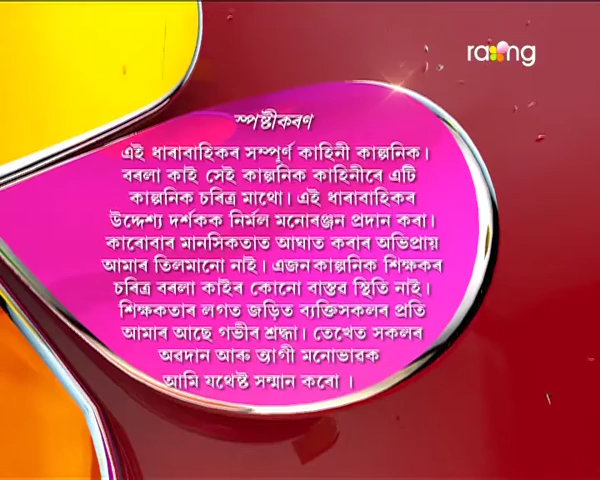 rang
স্পষ্টীকৰণ
এই ধাৰাবাহিকৰ সম্পূৰ্ণ কাহিনী কাল্পনিক।
বৰলা কাই সেই কাল্পনিক কাহিনীৰে এটি
কাল্পনিক চৰিত্ৰ মাথো। এই ধাৰাবাহিকৰ
উদ্দেশ্য দৰ্শকক নিৰ্মল মনোৰঞ্জন প্ৰদান কৰা।
কাৰোবাৰ মানসিকতাত আঘাত কৰাৰ অভিপ্ৰায়
আমাৰ তিলমানো নাই। এজন কাল্পনিক শিক্ষকৰ
চৰিত্ৰ বৰলা কাইৰ কোনো বাস্তৱ স্থিতি নাই।
শিক্ষকতাৰ লগত জড়িত ব্যক্তিসকলৰ প্ৰতি
আমাৰ আছে গভীৰ শ্ৰদ্ধা। তেখেত সকলৰ
অৱদান আৰু ত্যাগী মনোভাৱক
আমি যথেষ্ট সন্মান কৰো ।